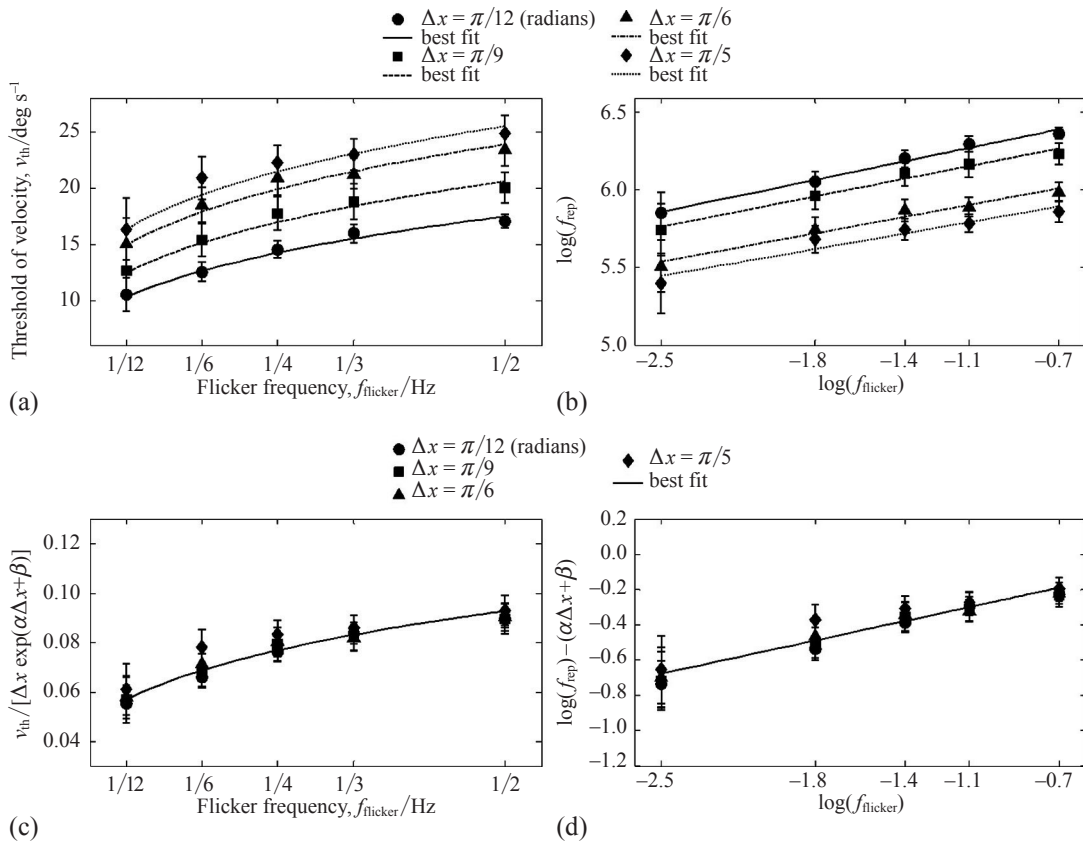 Δx = π/12 (radians)
best fit
Δx = π/9
best fit
Δx = π/6
best fit
Δx = π/5
best fit
Threshold of velocity, v_th/deg s⁻¹
25
20
15
10
1/12 1/6 1/4 1/3 1/2
Flicker frequency, f_flicker/Hz
(a)
log(f_rep)
6.5
6.0
5.5
5.0
−2.5 −1.8 −1.4 −1.1 −0.7
log(f_flicker)
(b)
Δx = π/12 (radians)
Δx = π/9
Δx = π/6
Δx = π/5
best fit
v_th/[Δx exp(αΔx+β)]
0.12
0.10
0.08
0.06
0.04
1/12 1/6 1/4 1/3 1/2
Flicker frequency, f_flicker/Hz
(c)
log(f_rep)−(αΔx+β)
0.2
0.0
−0.2
−0.4
−0.6
−0.8
−1.0
−1.2
−2.5 −1.8 −1.4 −1.1 −0.7
log(f_flicker)
(d)